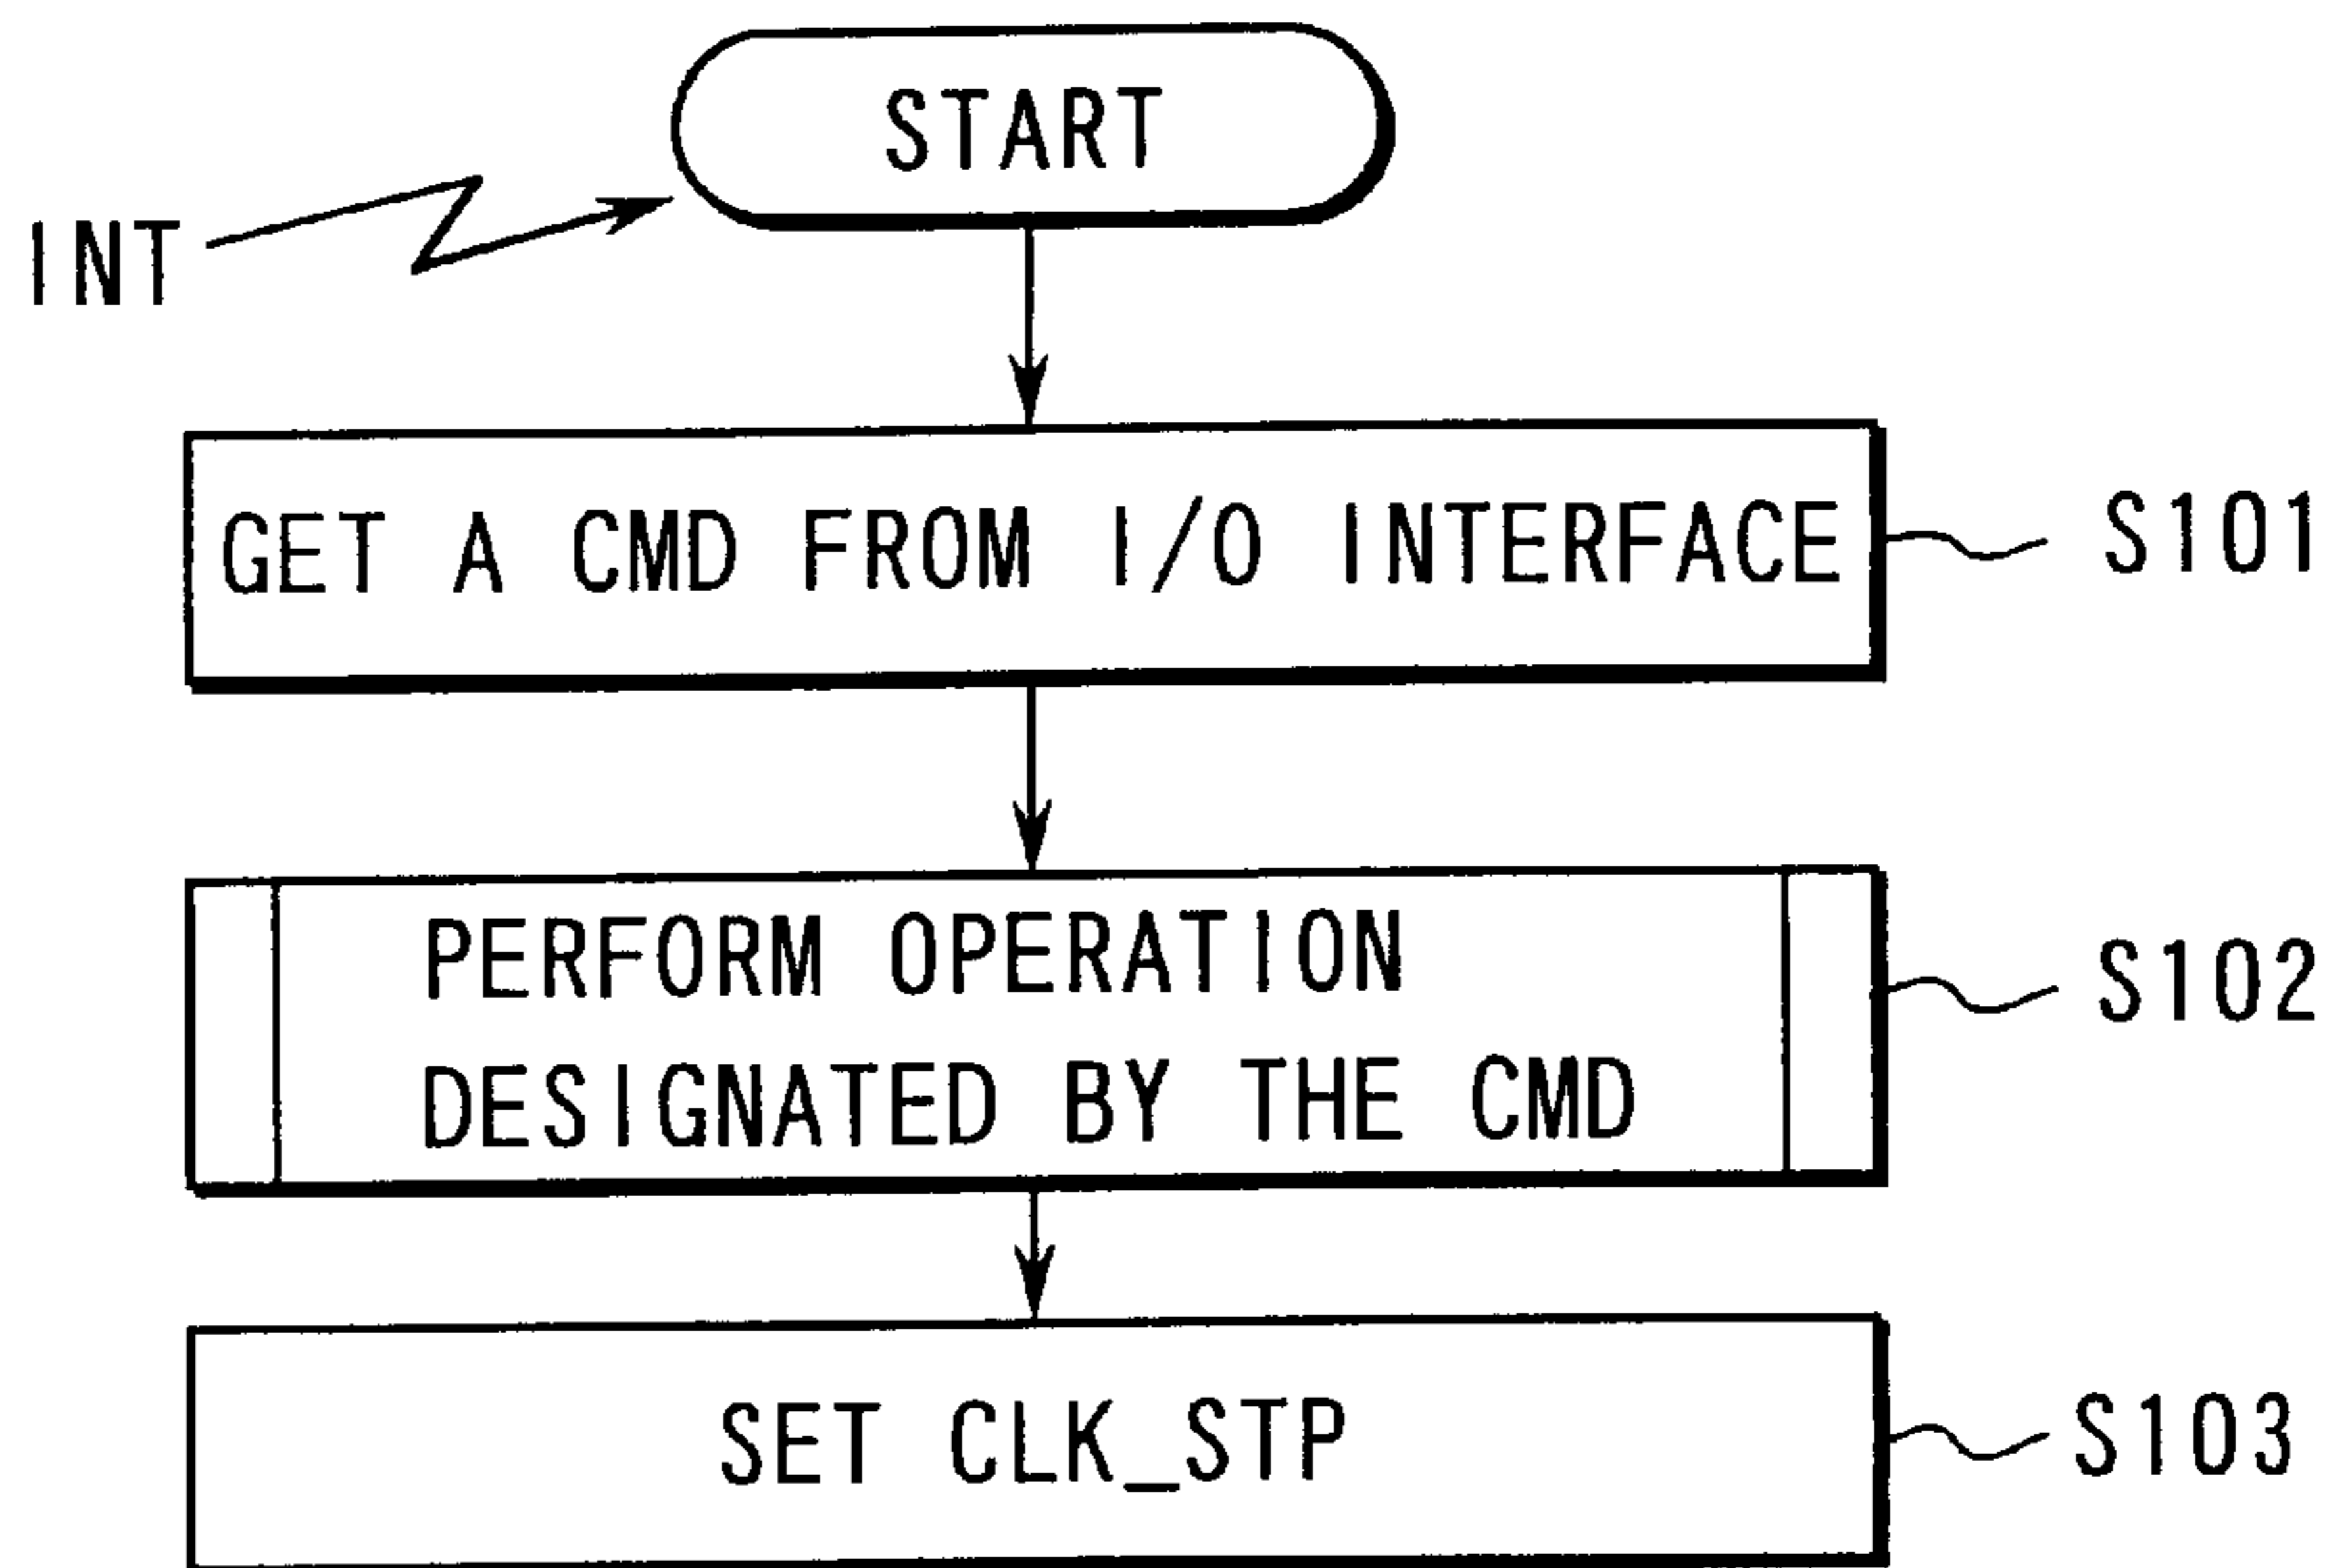 START
INT
GET A CMD FROM I/O INTERFACE
S101
PERFORM OPERATION
DESIGNATED BY THE CMD
S102
SET CLK_STP
S103